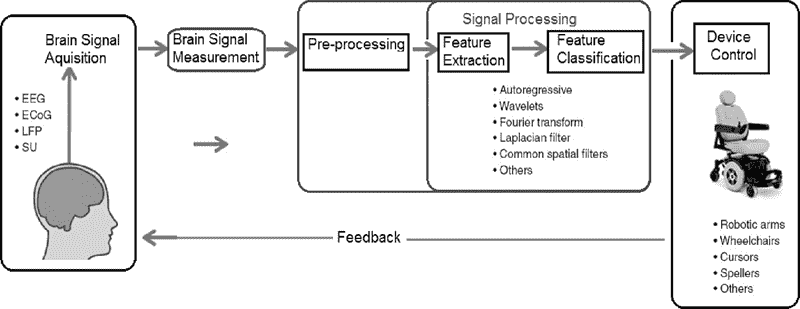 Brain Signal
Aquisition
• EEG
• ECoG
• LFP
• SU
Brain Signal
Measurement
Signal Processing
Pre-processing
Feature
Extraction
Feature
Classification
• Autoregressive
• Wavelets
• Fourier transform
• Laplacian filter
• Common spatial filters
• Others
Device
Control
• Robotic arms
• Wheelchairs
• Cursors
• Spellers
• Others
Feedback